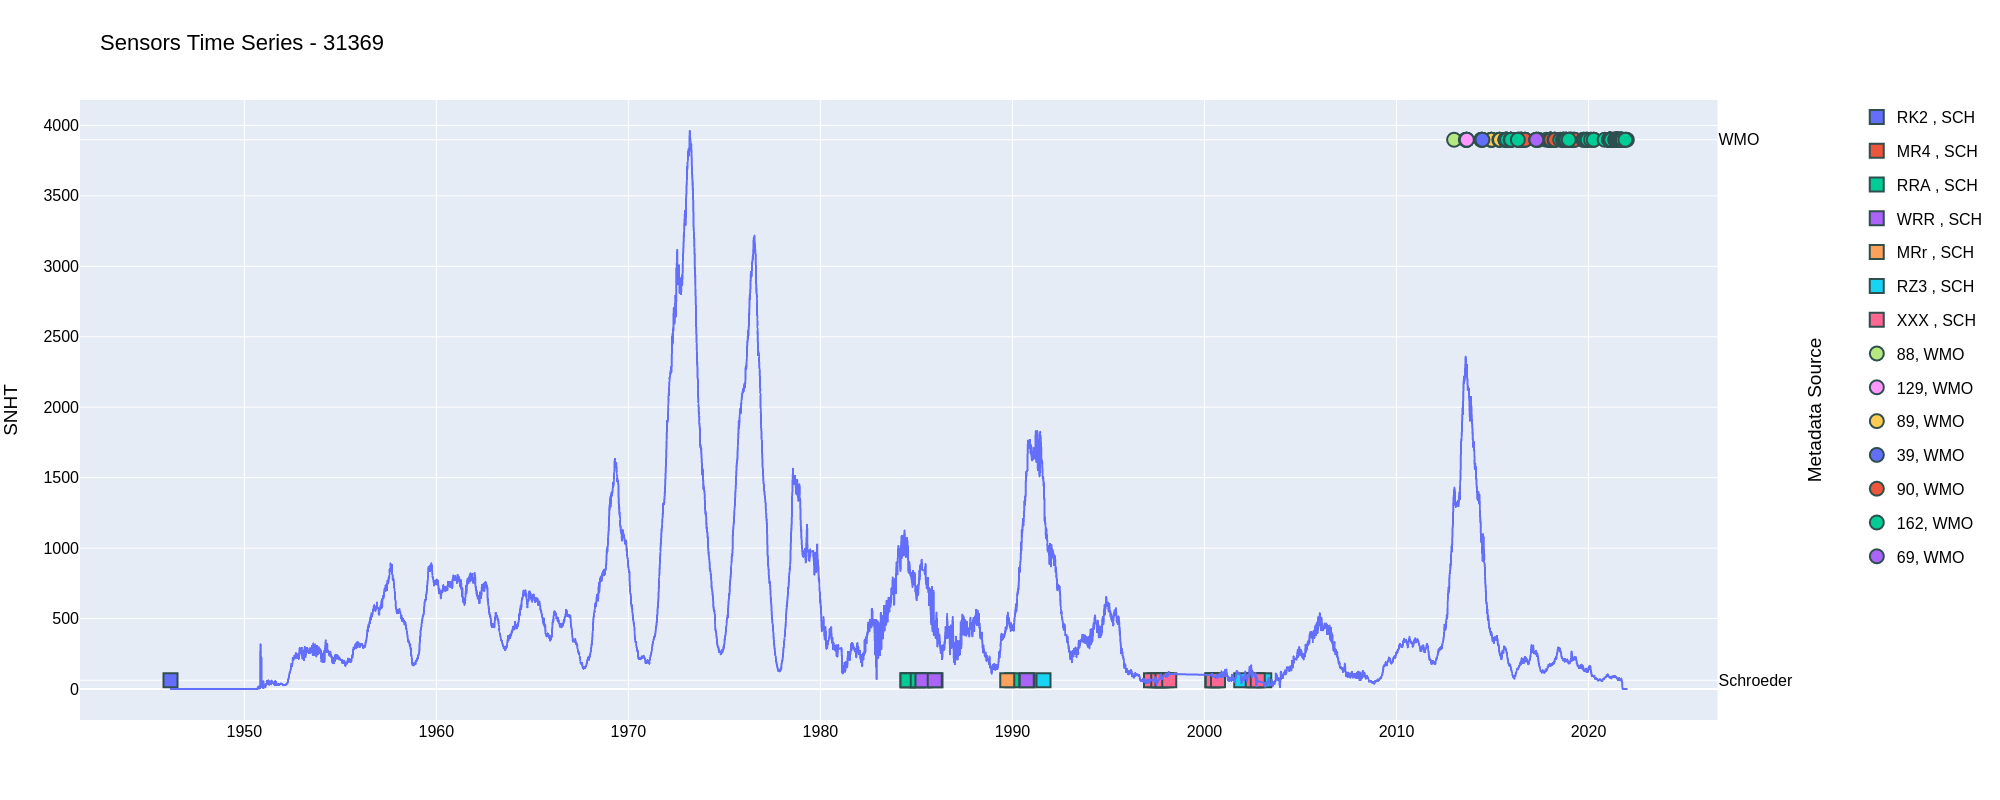 Sensors Time Series - 31369
SNHT
4000
3500
3000
2500
2000
1500
1000
500
0
1950
1960
1970
1980
1990
2000
2010
2020
WMO
Schroeder
Metadata Source
RK2 , SCH
MR4 , SCH
RRA , SCH
WRR , SCH
MRr , SCH
RZ3 , SCH
XXX , SCH
88, WMO
129, WMO
89, WMO
39, WMO
90, WMO
162, WMO
69, WMO